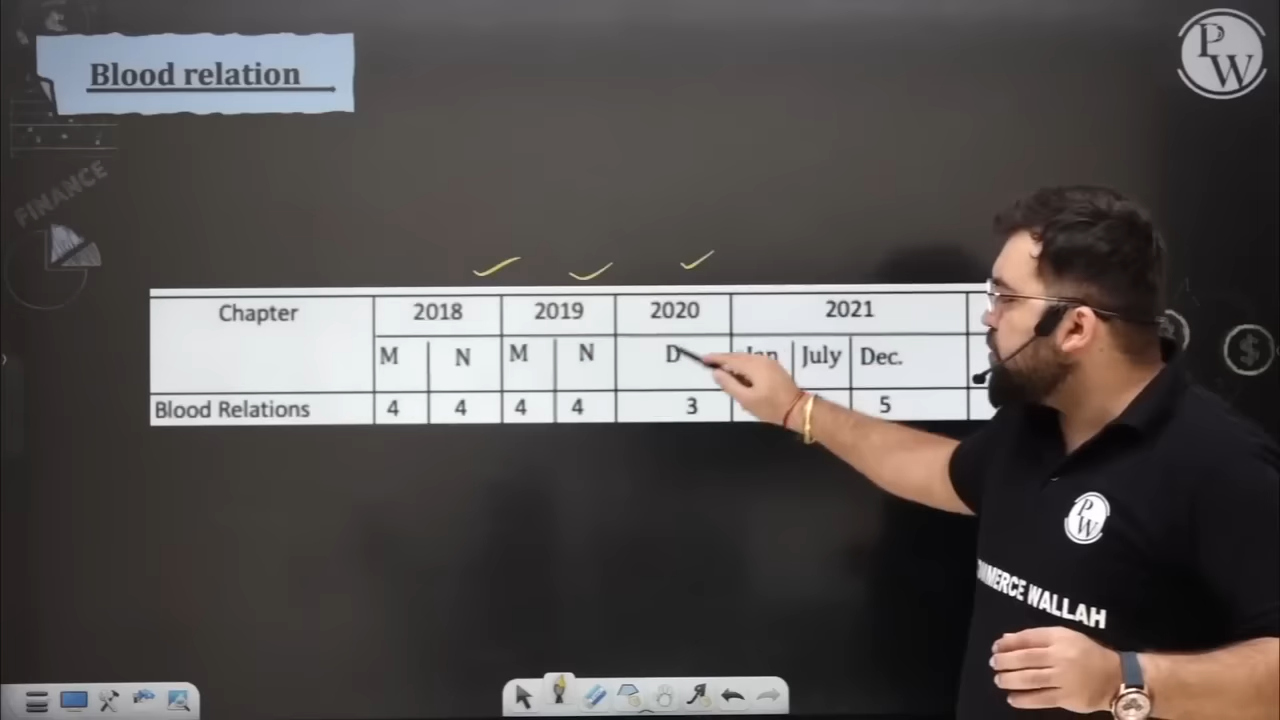 Blood relation
P
W
FINANCE
Chapter 2018 2019 2020 2021
M N M N D Jan July Dec.
Blood Relations 4 4 4 4 3 5
$
P
W
COMMERCE WALLAH